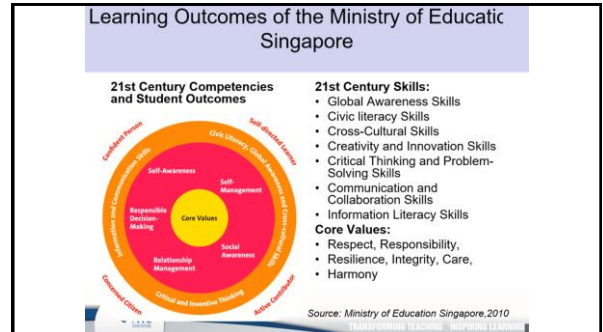 Learning Outcomes of the Ministry of Educatic
Singapore
21st Century Competencies
and Student Outcomes
Confident Person
Self-directed Learner
Information and Communication Skills
Civic Literacy, Global Awareness and Cross-cultural Skills
Self-Awareness
Self-
Management
Responsible
Decision-
Making
Core Values
Social
Awareness
Relationship
Management
Critical and Inventive Thinking
Concerned Citizen
Active Contributor
21st Century Skills:
• Global Awareness Skills
• Civic literacy Skills
• Cross-Cultural Skills
• Creativity and Innovation Skills
• Critical Thinking and Problem-
Solving Skills
• Communication and
Collaboration Skills
• Information Literacy Skills
Core Values:
• Respect, Responsibility,
• Resilience, Integrity, Care,
• Harmony
Source: Ministry of Education Singapore,2010
TRANSFORMING TEACHING INSPIRING LEARNING